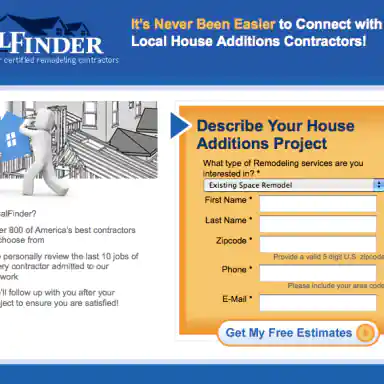 LFINDER
certified remodeling contractors
It's Never Been Easier to Connect with
Local House Additions Contractors!
Describe Your House
Additions Project
What type of Remodeling services are you
interested in? *
Existing Space Remodel
First Name *
Last Name *
Zipcode *
Provide a valid 5 digit U.S. zipcode
Phone *
Please include your area code
E-Mail *
Get My Free Estimates
alFinder?
er 800 of America's best contractors
choose from
personally review the last 10 jobs of
ery contractor admitted to our
work
'll follow up with you after your
ject to ensure you are satisfied!